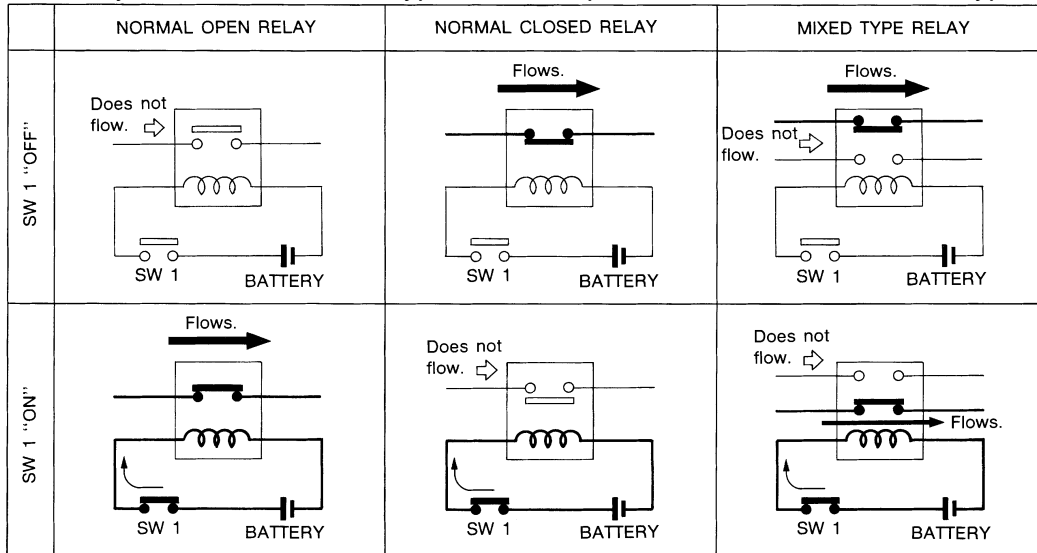 NORMAL OPEN RELAY
NORMAL CLOSED RELAY
MIXED TYPE RELAY
SW 1 "OFF"
Does not
flow.
SW 1
BATTERY
Flows.
SW 1
BATTERY
Flows.
Does not
flow.
SW 1
BATTERY
SW 1 "ON"
Flows.
SW 1
BATTERY
Does not
flow.
SW 1
BATTERY
Does not
flow.
Flows.
SW 1
BATTERY